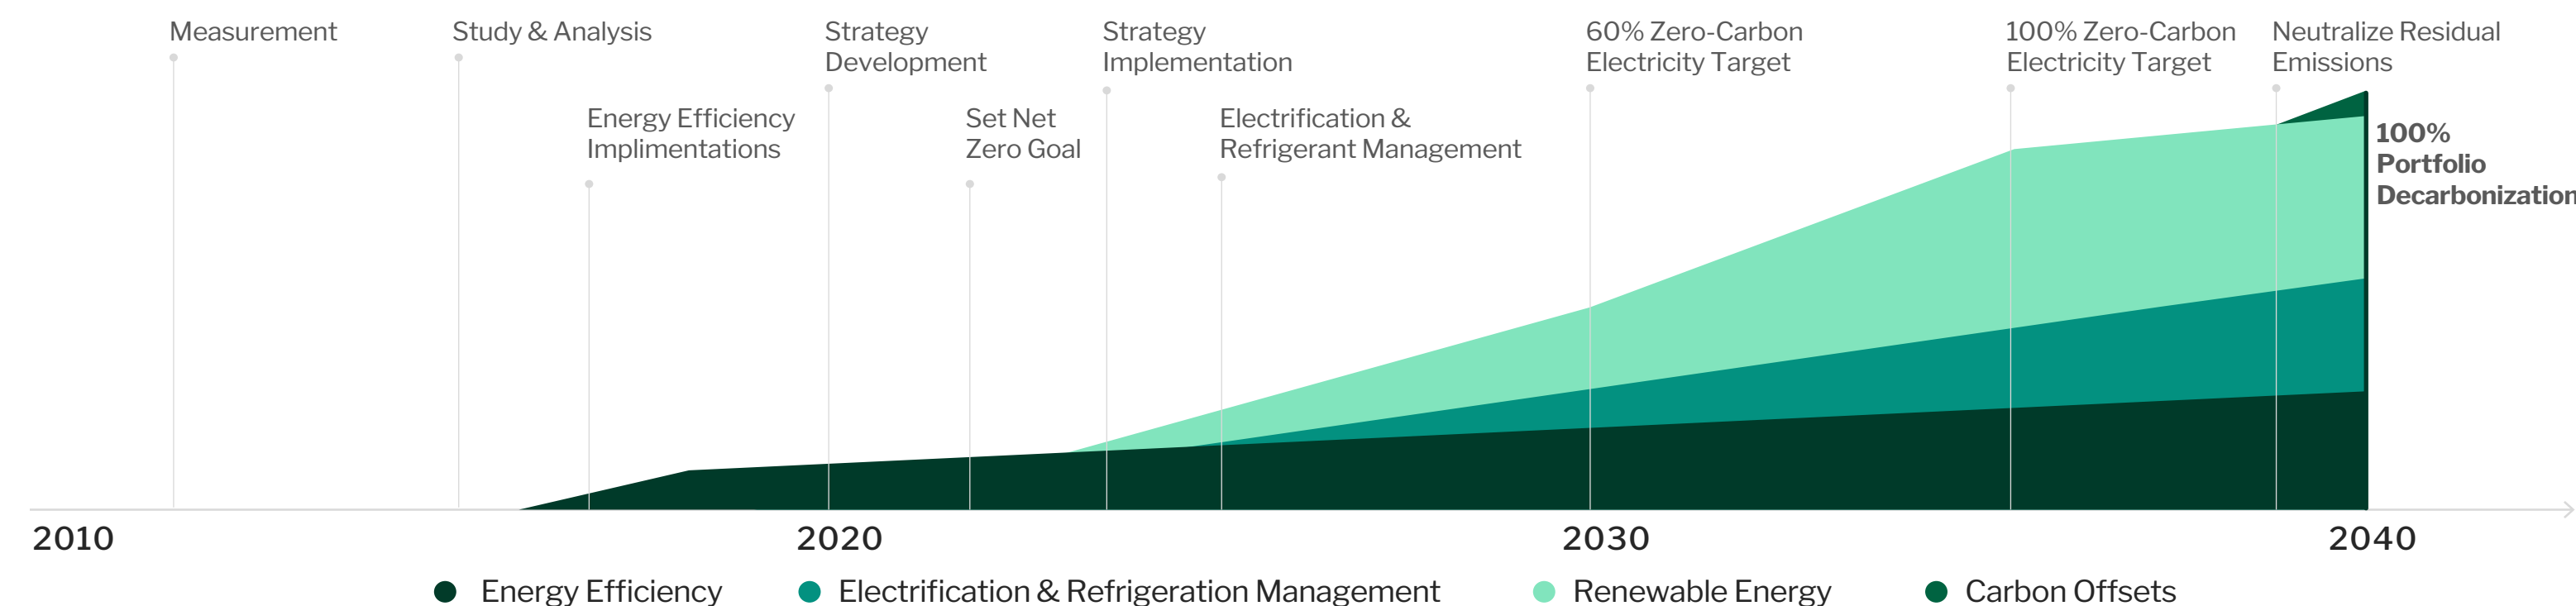 Measurement
Study & Analysis
Strategy
Development
Strategy
Implementation
60% Zero-Carbon
Electricity Target
100% Zero-Carbon
Electricity Target
Neutralize Residual
Emissions
Energy Efficiency
Implimentations
Set Net
Zero Goal
Electrification &
Refrigerant Management
100%
Portfolio
Decarbonization
2010
2020
2030
2040
Energy Efficiency
Electrification & Refrigeration Management
Renewable Energy
Carbon Offsets